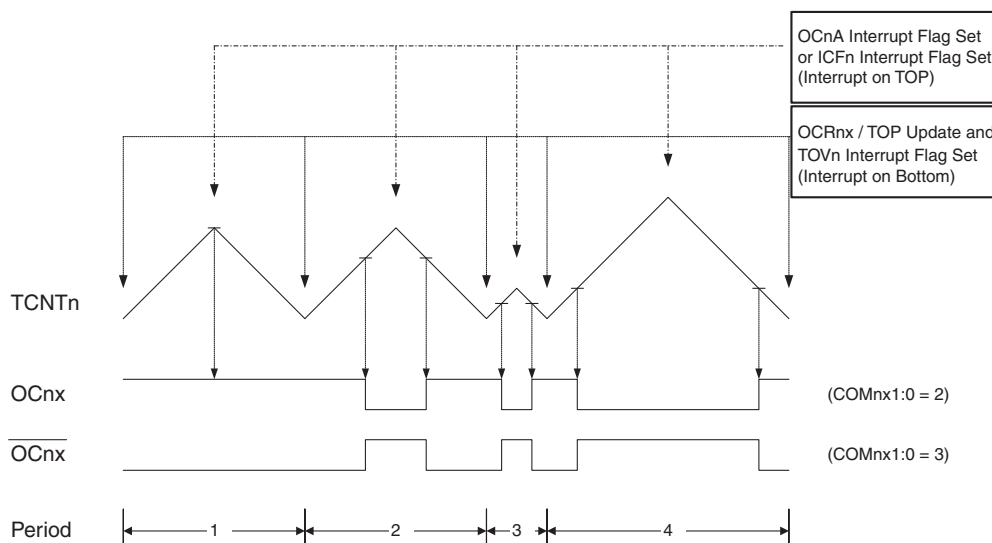 OCnA Interrupt Flag Set
or ICFn Interrupt Flag Set
(Interrupt on TOP)
OCRnx / TOP Update and
TOVn Interrupt Flag Set
(Interrupt on Bottom)
TCNTn
OCnx
(COMnx1:0 = 2)
OCnx
(COMnx1:0 = 3)
Period
1
2
3
4